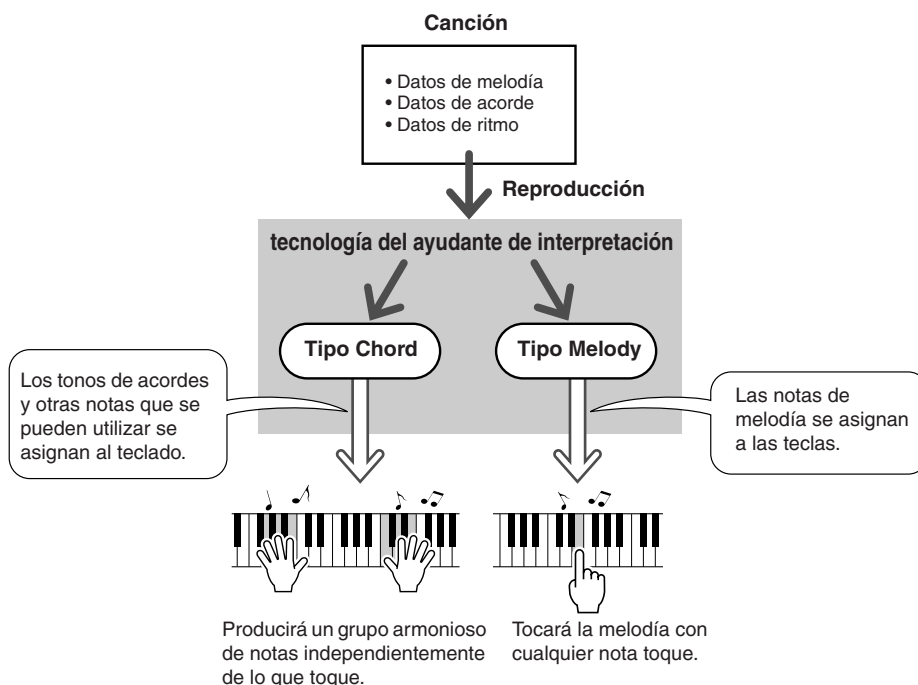 Canción
• Datos de melodía
• Datos de acorde
• Datos de ritmo
Reproducción
tecnología del ayudante de interpretación
Tipo Chord
Tipo Melody
Los tonos de acordes
y otras notas que se
pueden utilizar se
asignan al teclado.
Las notas de
melodía se asignan
a las teclas.
Producirá un grupo armonioso
de notas independientemente
de lo que toque.
Tocará la melodía con
cualquier nota toque.